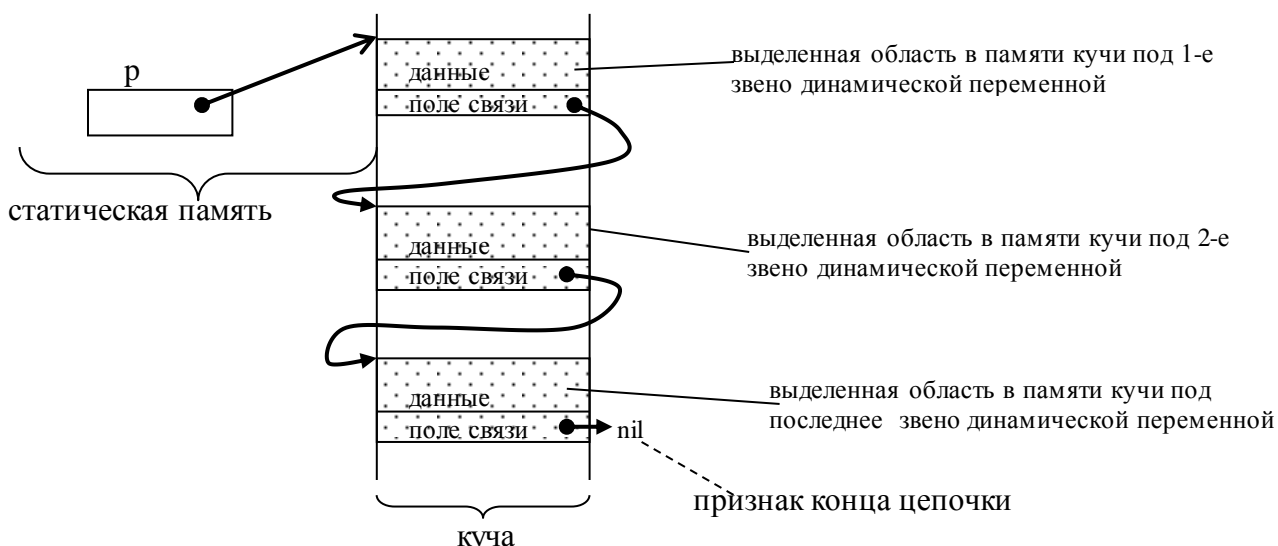 р
данные
поле связи
выделенная область в памяти кучи под 1-е
звено динамической переменной
статическая память
данные
поле связи
выделенная область в памяти кучи под 2-е
звено динамической переменной
данные
поле связи
nil
выделенная область в памяти кучи под
последнее звено динамической переменной
признак конца цепочки
куча